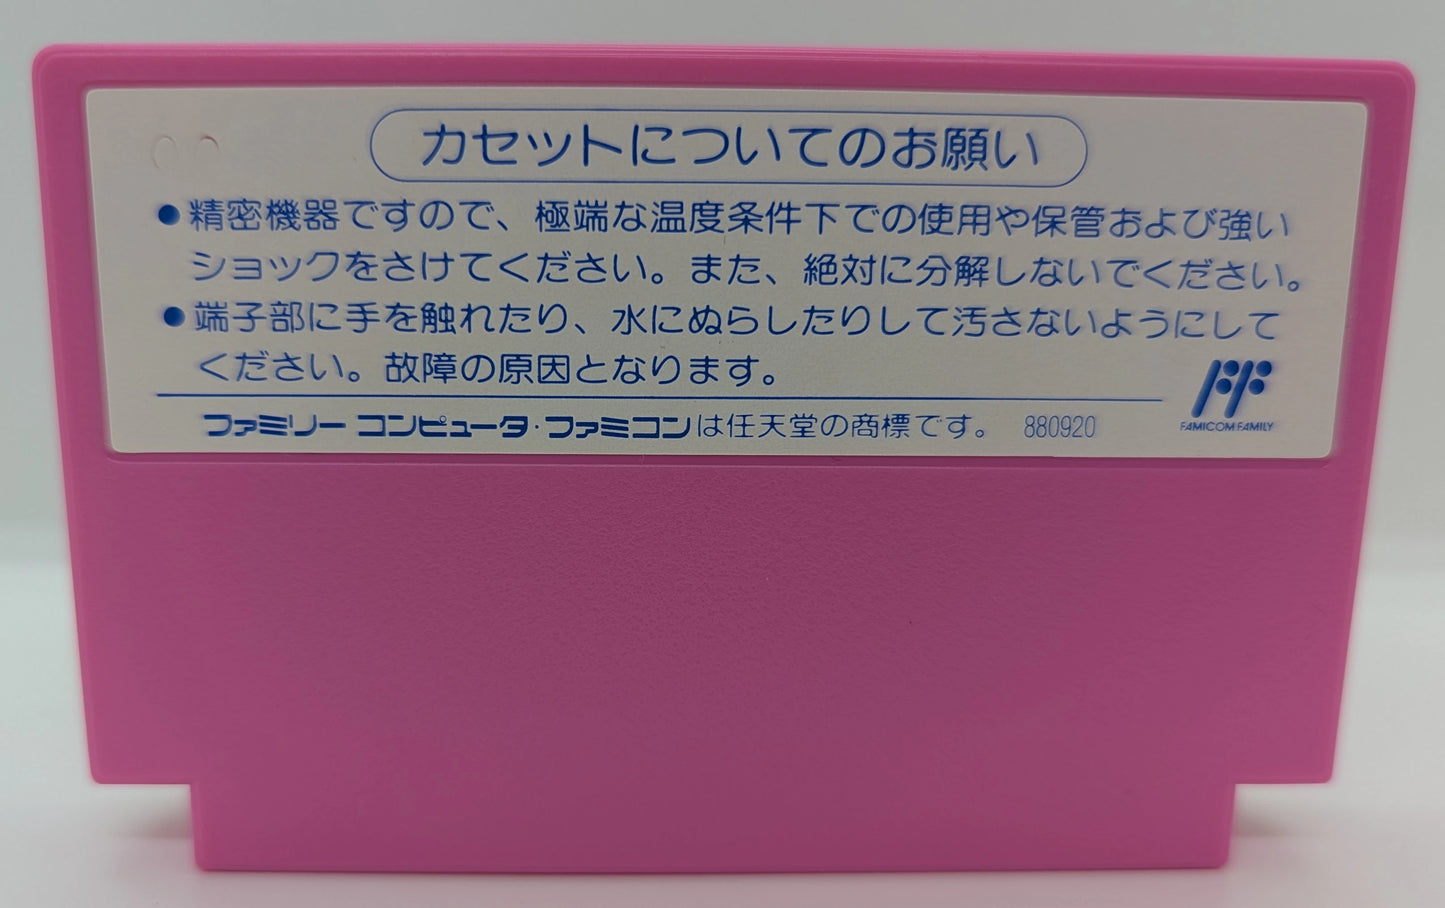 カセットについてのお願い
●精密機器ですので、極端な温度条件下での使用や保管および強い
ショックをさけてください。また、絶対に分解しないでください。
●端子部に手を触れたり、水にぬらしたりして汚さないようにして
ください。故障の原因となります。
ファミリー コンピュータ・ファミコンは任天堂の商標です。 880920
FF
FAMICOM FAMILY